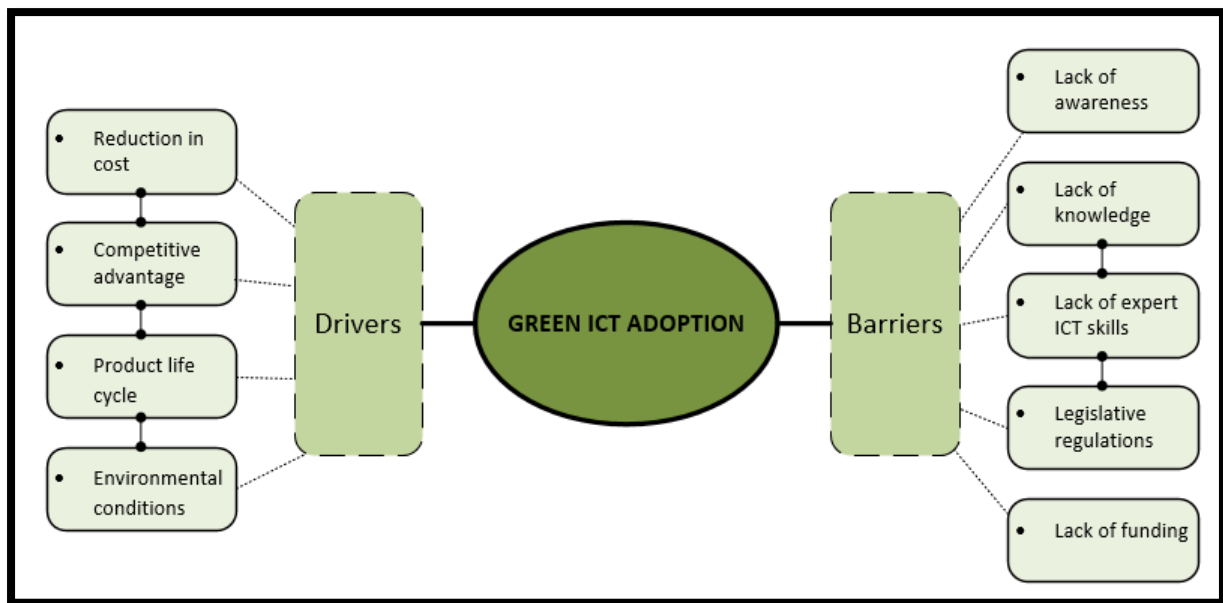 • Reduction in
cost
• Competitive
advantage
• Product life
cycle
• Environmental
conditions
Drivers
GREEN ICT ADOPTION
Barriers
• Lack of
awareness
• Lack of
knowledge
• Lack of expert
ICT skills
• Legislative
regulations
• Lack of funding